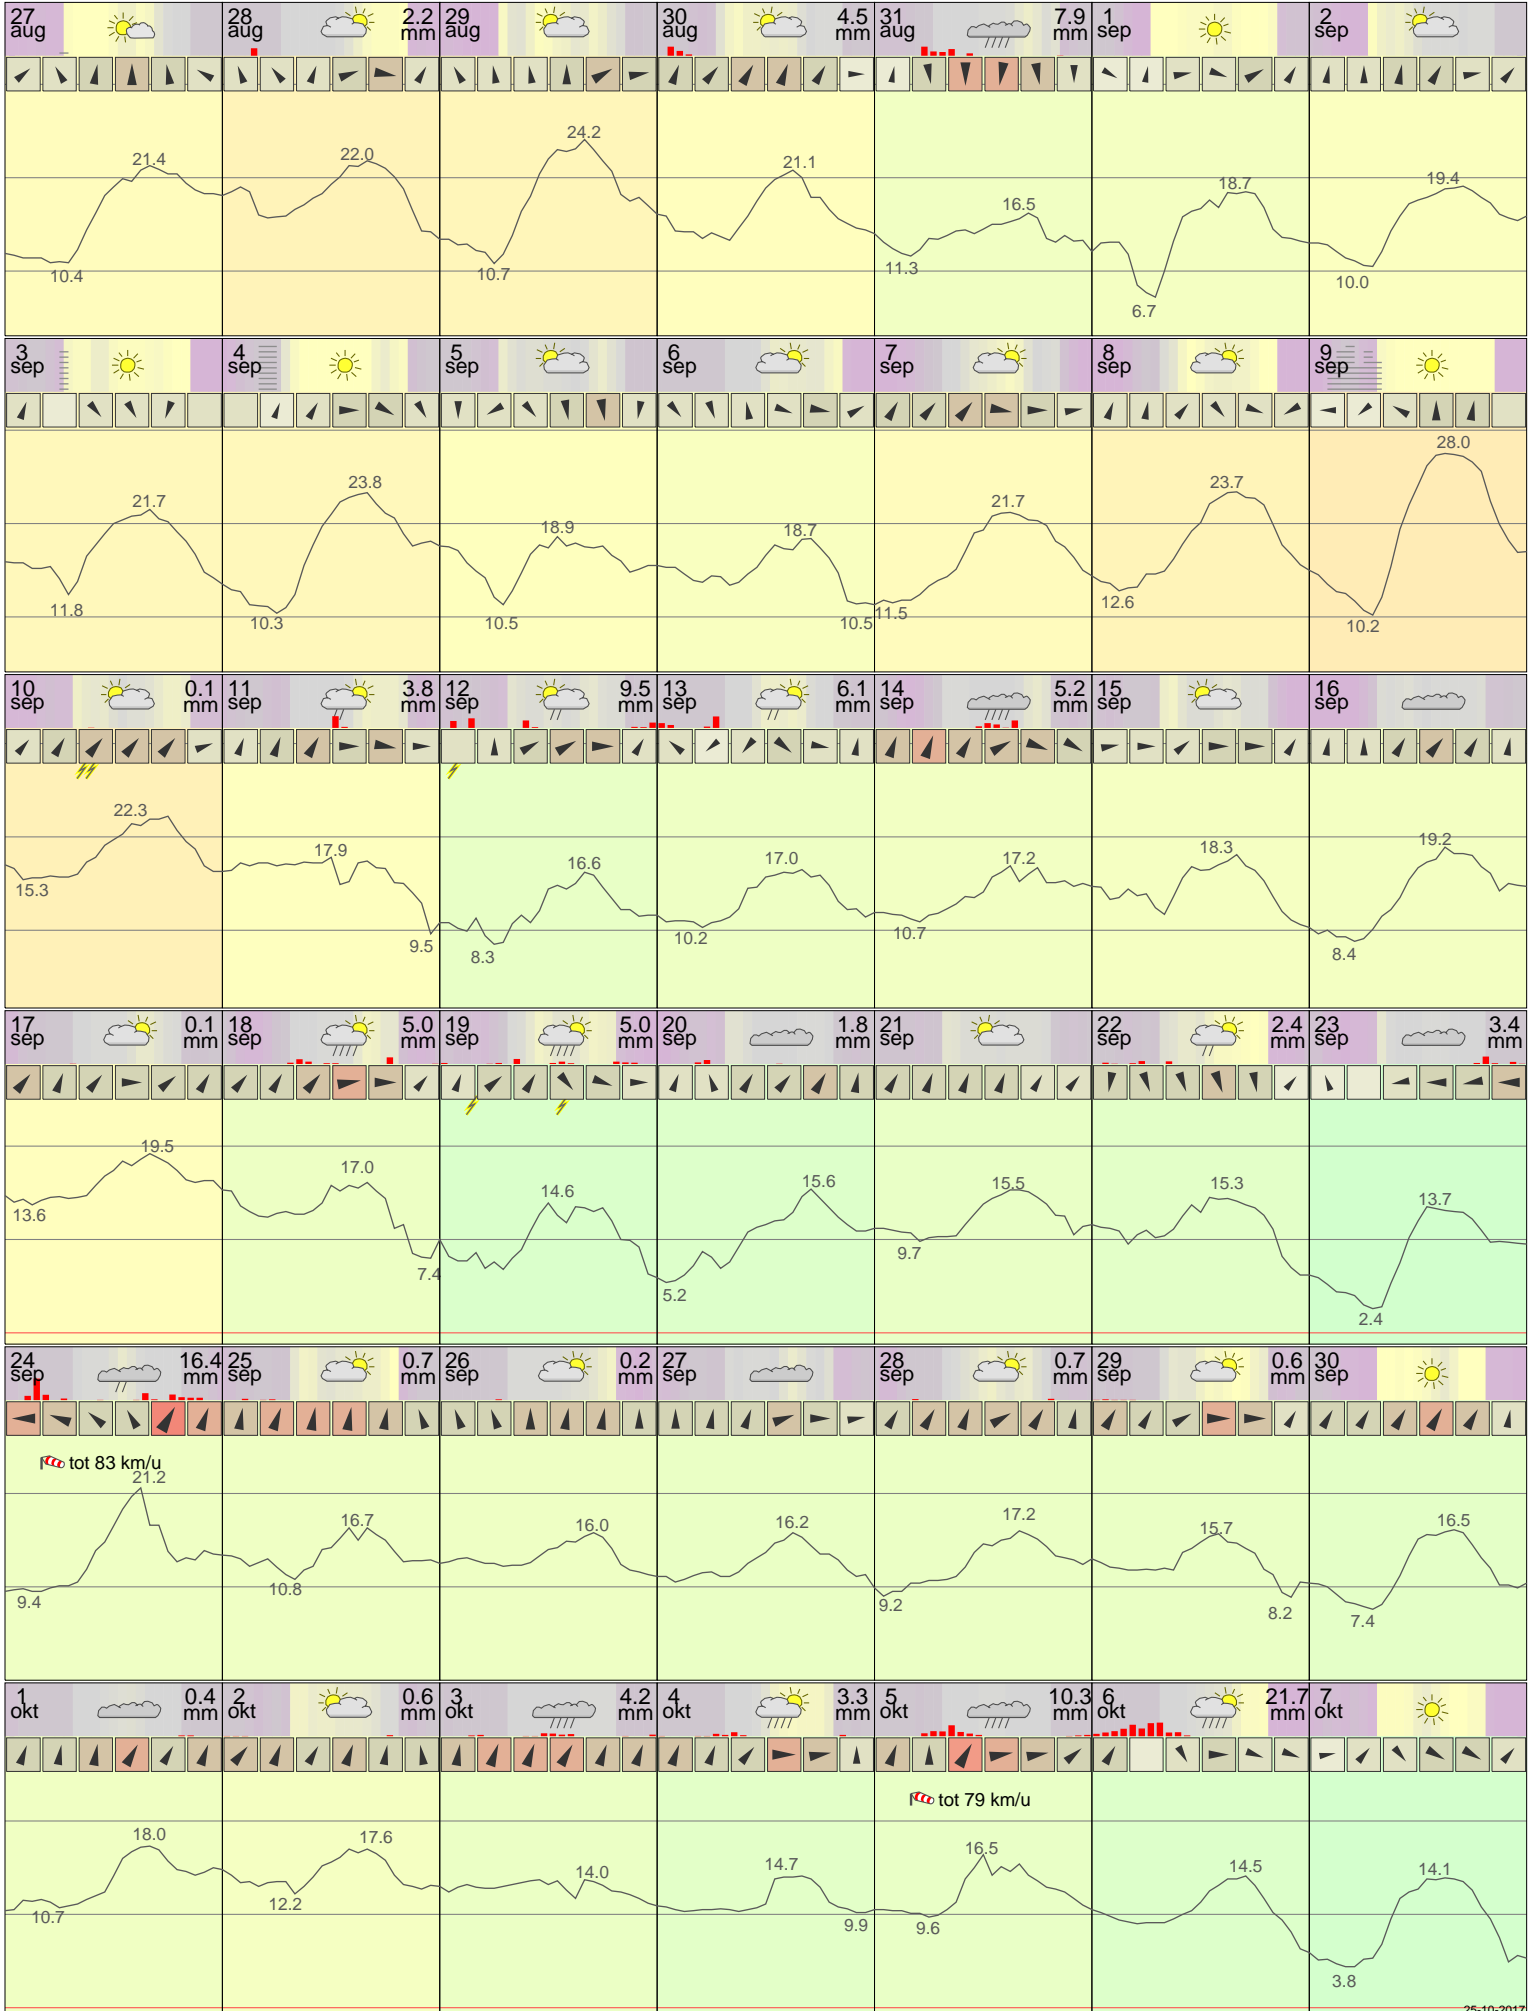 27 28 2.2 29 30 4.5 31 7.9 1 2
aug aug mm aug aug mm aug mm sep sep
21.4 22.0 24.2 21.1 16.5 18.7 19.4
10.4 10.7 11.3 6.7 10.0
3 4 5 6 7 8 9
sep sep sep sep sep sep sep
21.7 23.8 18.9 18.7 21.7 23.7 28.0
11.8 10.3 10.5 10.5 11.5 12.6 10.2
10 0.1 11 3.8 12 9.5 13 6.1 14 5.2 15 16
sep mm sep mm sep mm sep mm sep mm sep sep
22.3 17.9 16.6 17.0 17.2 18.3 19.2
15.3 9.5 8.3 10.2 10.7 8.4
17 0.1 18 5.0 19 5.0 20 1.8 21 22 2.4 23 3.4
sep mm sep mm sep mm sep mm sep sep mm sep mm
19.5 17.0 14.6 15.6 15.5 15.3 13.7
13.6 7.4 5.2 9.7 2.4
24 16.4 25 0.7 26 0.2 27 28 0.7 29 0.6 30
sep mm sep mm sep mm sep sep mm sep mm sep
tot 83 km/u
21.2 16.7 16.0 16.2 17.2 15.7 16.5
9.4 10.8 9.2 8.2 7.4
1 0.4 2 0.6 3 4.2 4 3.3 5 10.3 6 21.7 7
okt mm okt mm okt mm okt mm okt mm okt mm okt
tot 79 km/u
18.0 17.6 14.0 14.7 16.5 14.5 14.1
10.7 12.2 9.9 9.6 3.8
25-10-2017